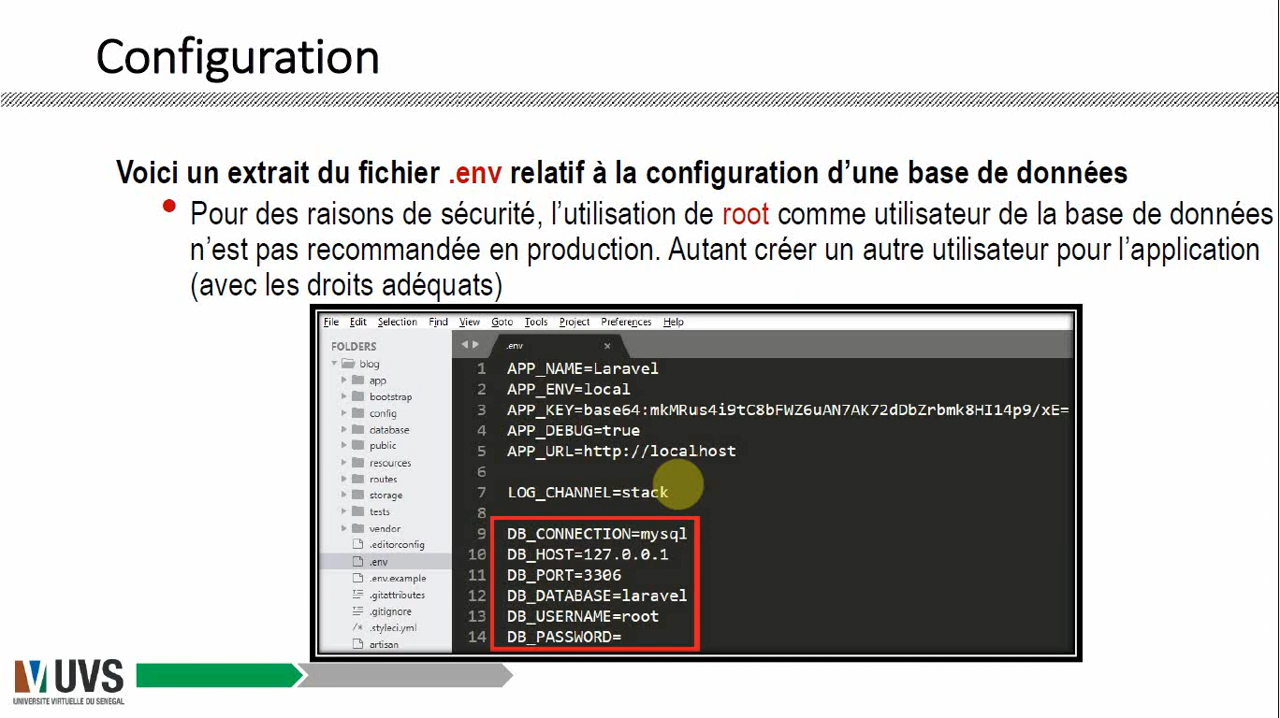 Configuration
Voici un extrait du fichier .env relatif à la configuration d'une base de données
• Pour des raisons de sécurité, l'utilisation de root comme utilisateur de la base de données
n'est pas recommandée en production. Autant créer un autre utilisateur pour l'application
(avec les droits adéquats)
File Edit Selection Find View Goto Tools Project Preferences Help
FOLDERS
blog
app
bootstrap
config
database
public
resources
routes
storage
tests
vendor
.editorconfig
.env
.env.example
.gitattributes
.gitignore
.styleci.yml
artisan
.env
1 APP_NAME=Laravel
2 APP_ENV=local
3 APP_KEY=base64:mkMRus4i9tC8bFWZ6uAN7AK72dDbZrbmk8HI14p9/xE=
4 APP_DEBUG=true
5 APP_URL=http://localhost
6
7 LOG_CHANNEL=stack
8
9 DB_CONNECTION=mysql
10 DB_HOST=127.0.0.1
11 DB_PORT=3306
12 DB_DATABASE=laravel
13 DB_USERNAME=root
14 DB_PASSWORD=
UVS
UNIVERSITE VIRTUELLE DU SENEGAL